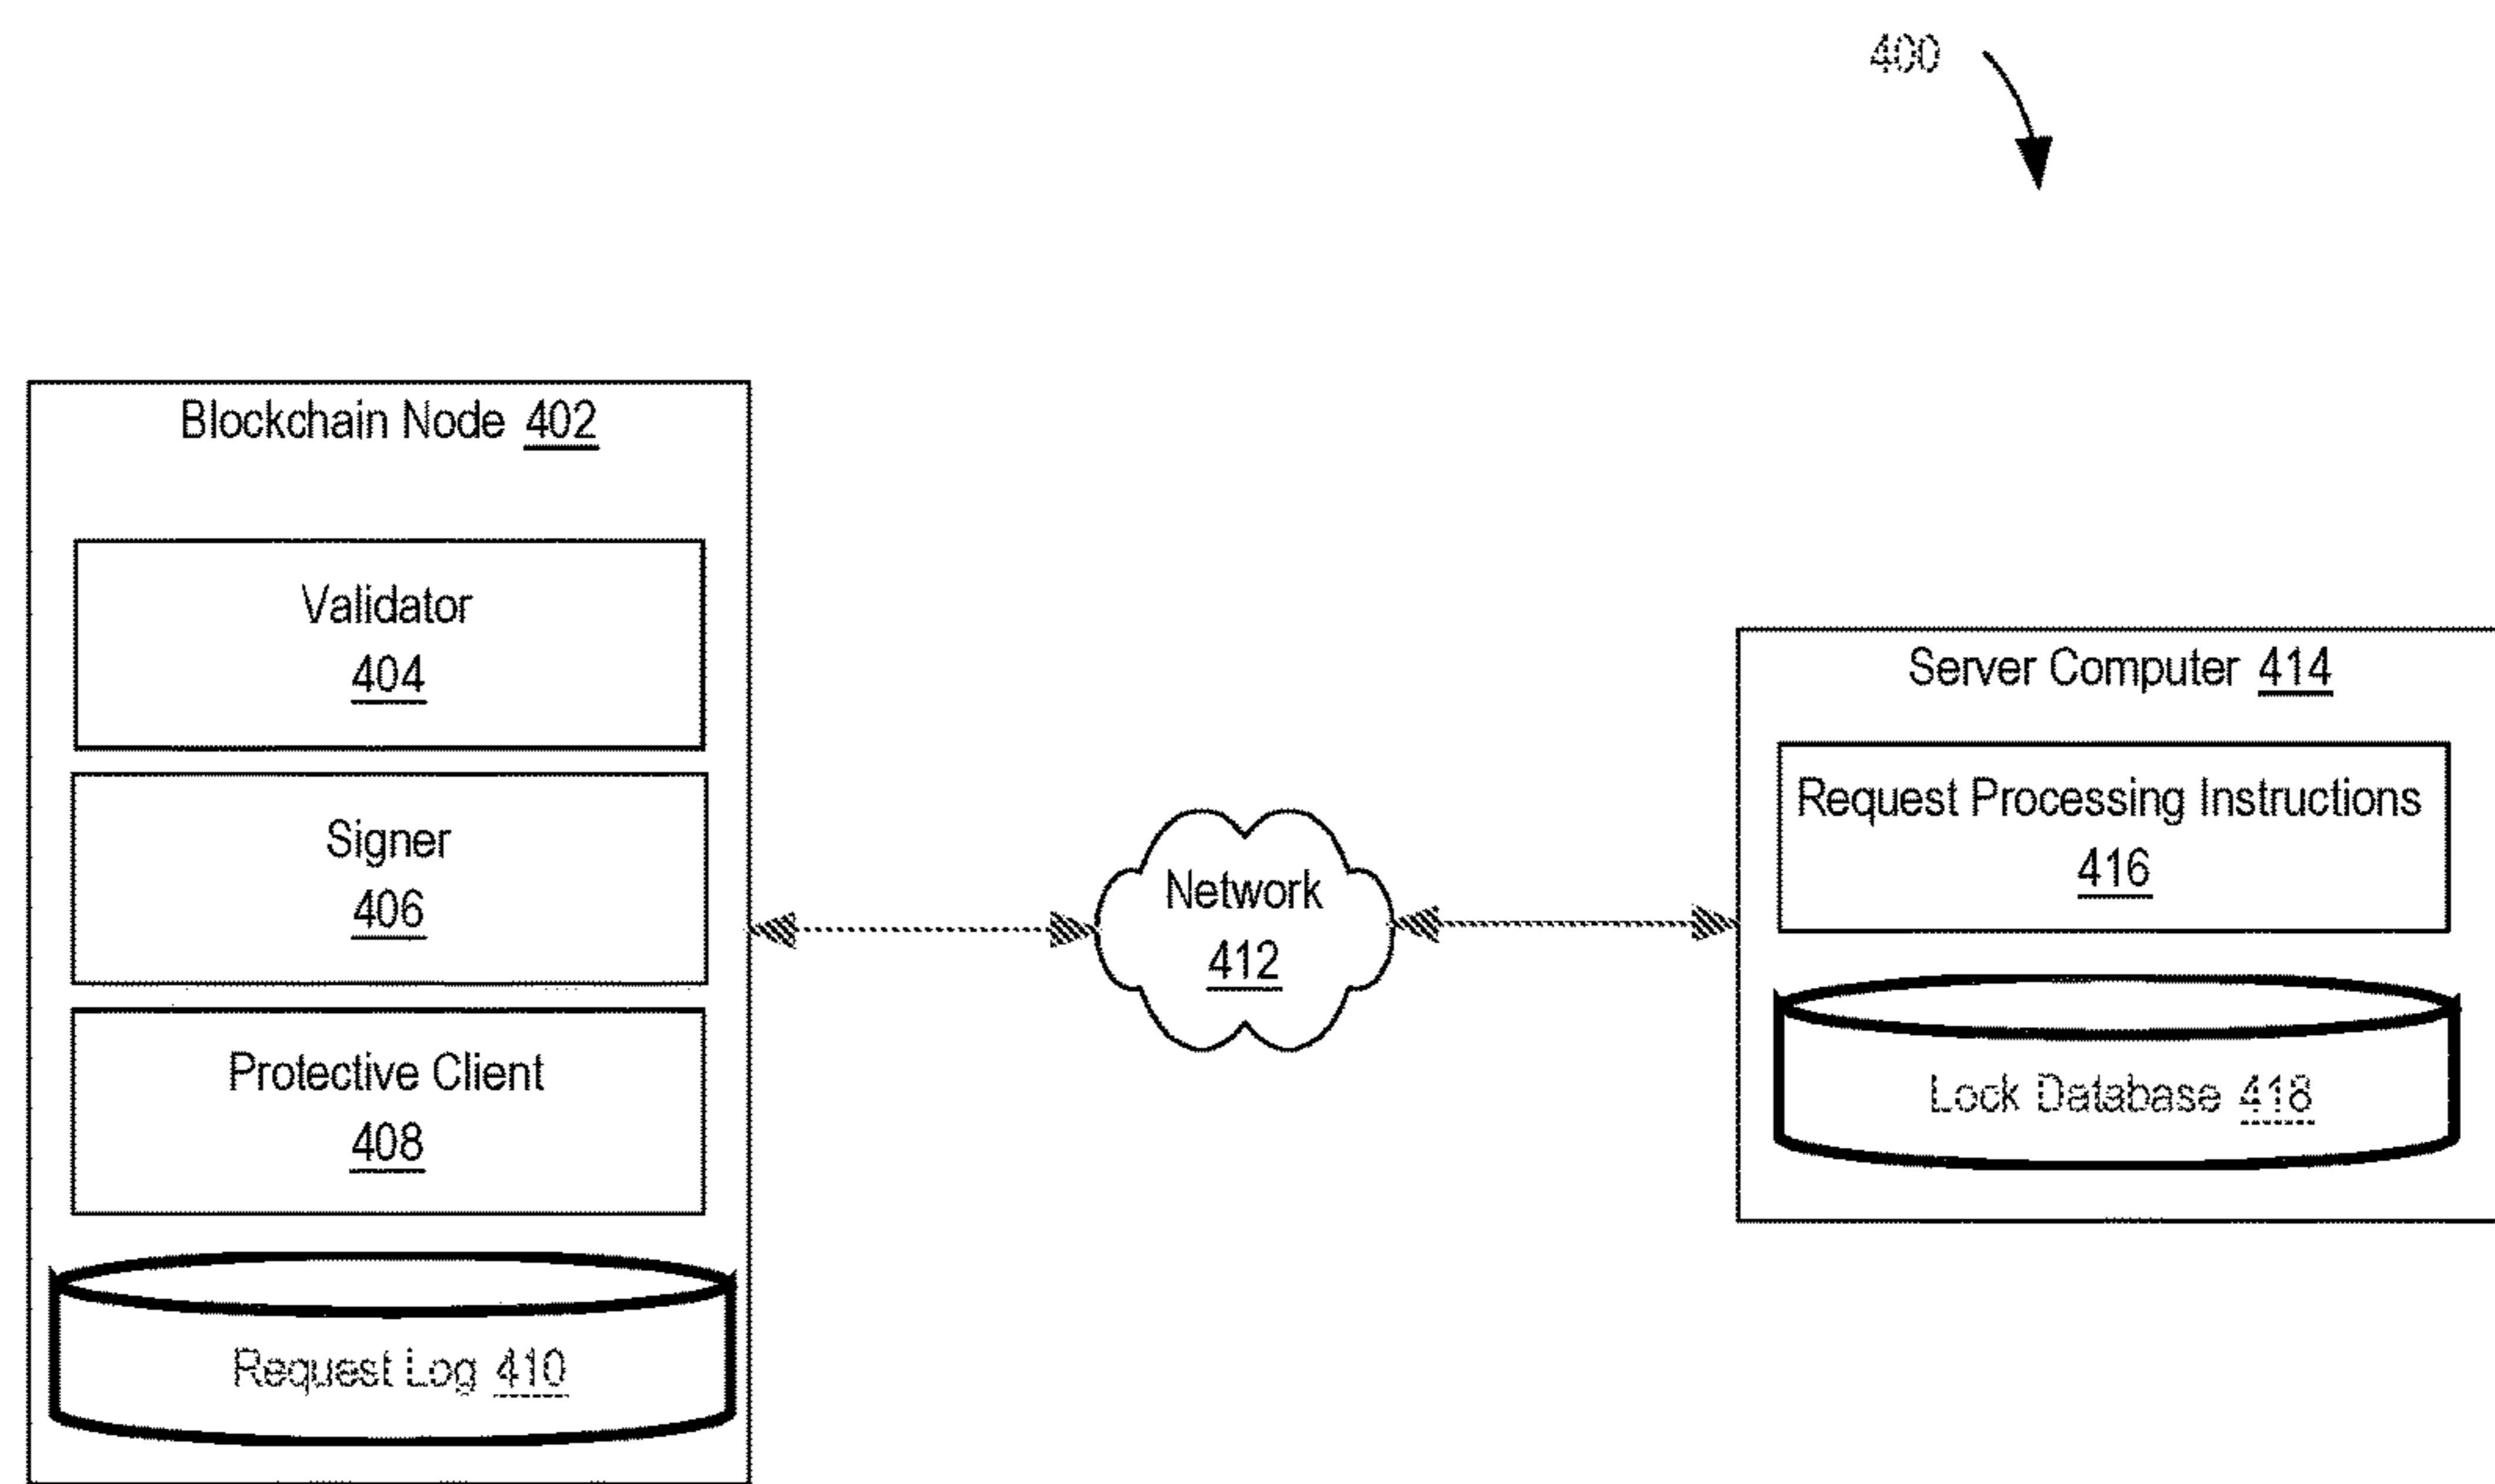 400
Blockchain Node 402
Validator
404
Signer
406
Protective Client
408
Request Log 410
Network
412
Server Computer 414
Request Processing Instructions
416
Lock Database 418